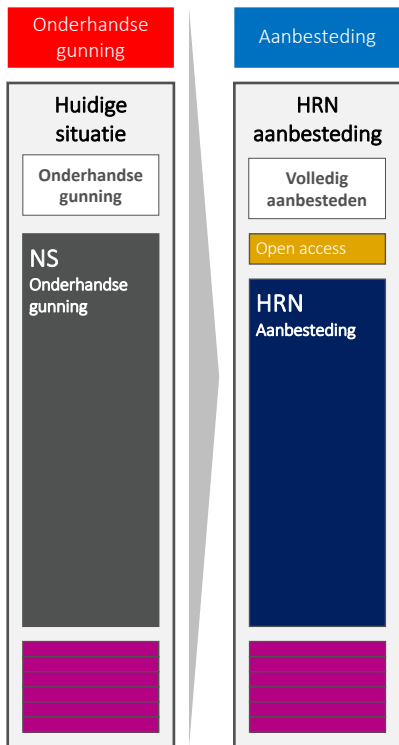 Onderhandse
gunning
Huidige
situatie
Onderhandse
gunning
NS
Onderhandse
gunning
Aanbesteding
HRN
aanbesteding
Volledig
aanbesteden
Open access
HRN
Aanbesteding